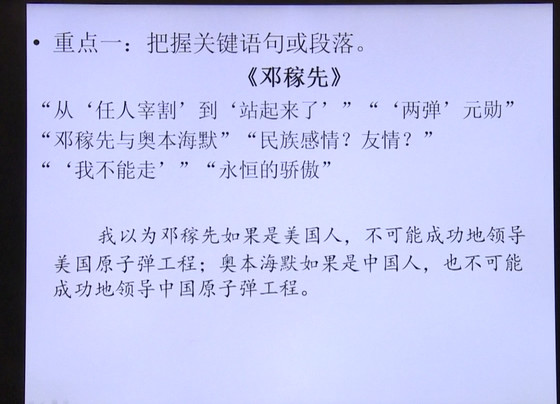 • 重点一：把握关键语句或段落。
《邓稼先》
“从‘任人宰割’到‘站起来了’”“‘两弹’元勋”
“邓稼先与奥本海默”“民族感情？友情？”
“‘我不能走’”“永恒的骄傲”
我以为邓稼先如果是美国人，不可能成功地领导
美国原子弹工程；奥本海默如果是中国人，也不可能
成功地领导中国原子弹工程。